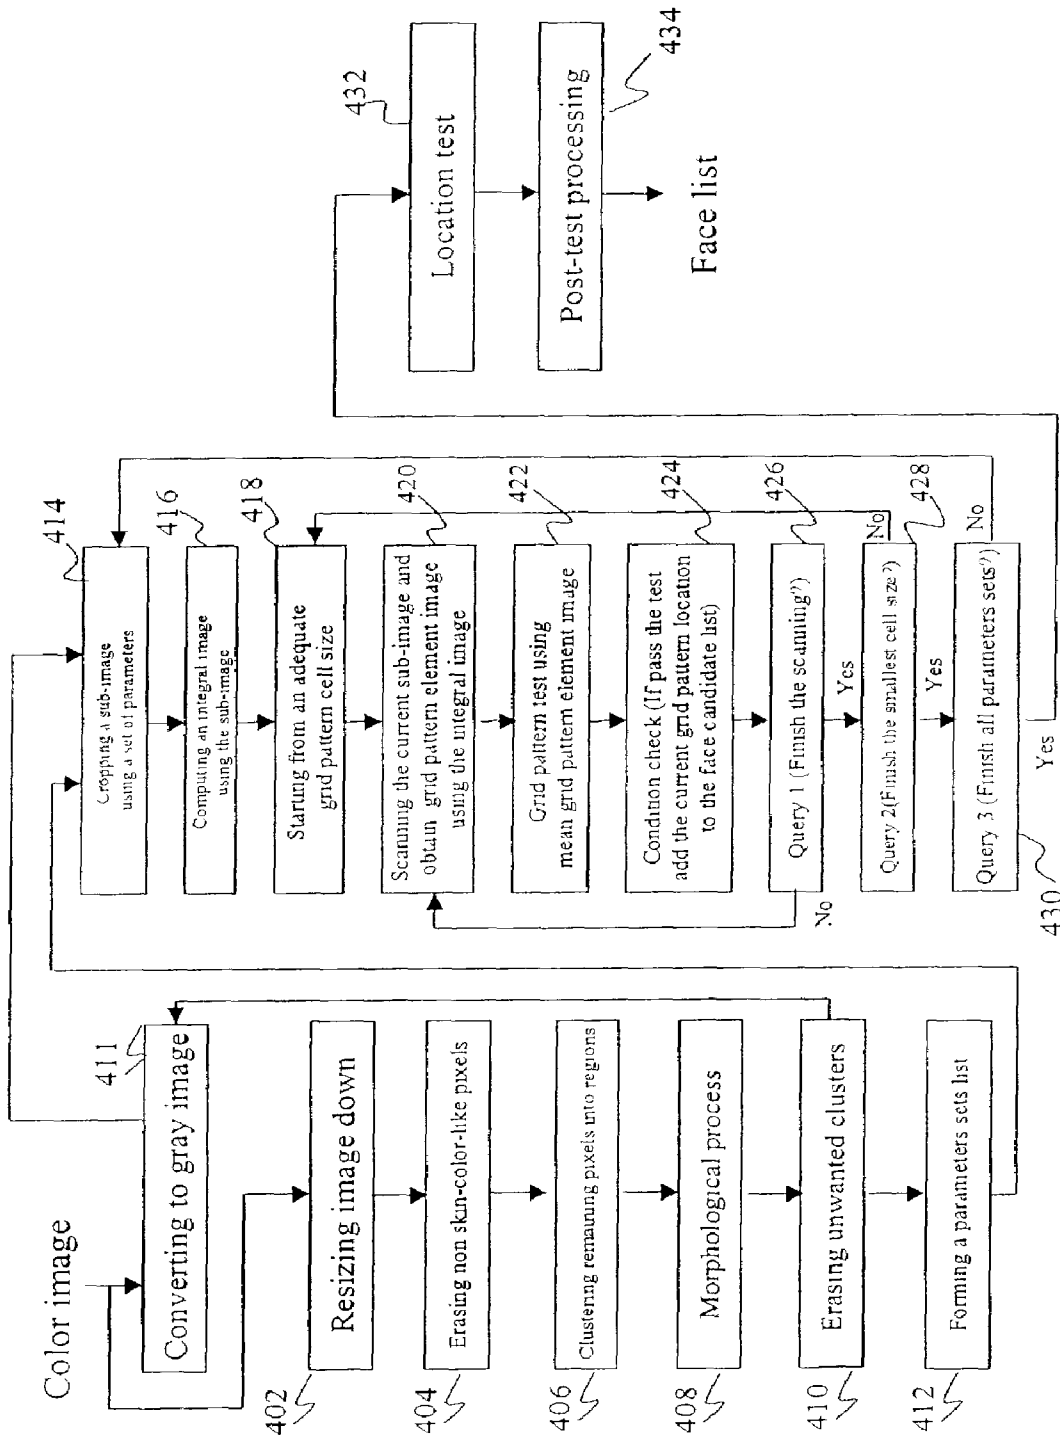 Color image
411
Converting to gray image
402
Resizing image down
404
Erasing non skin-color-like pixels
406
Clustering remaining pixels into regions
408
Morphological process
410
Erasing unwanted clusters
412
Forming a parameters sets list
414
Cropping a sub-image
using a set of parameters
416
Computing an integral image
using the sub-image
418
Starting from an adequate
grid pattern cell size
420
Scanning the current sub-image and
obtain grid pattern element image
using the integral image
422
Grid pattern test using
mean grid pattern element image
424
Condition check (If pass the test
add the current grid pattern location
to the face candidate list)
426
Query 1 (Finish the scanning?)
No
Yes
428
Query 2(Finish the smallest cell size?)
No
Yes
430
Query 3 (Finish all parameters sets?)
No
Yes
432
Location test
434
Post-test processing
Face list